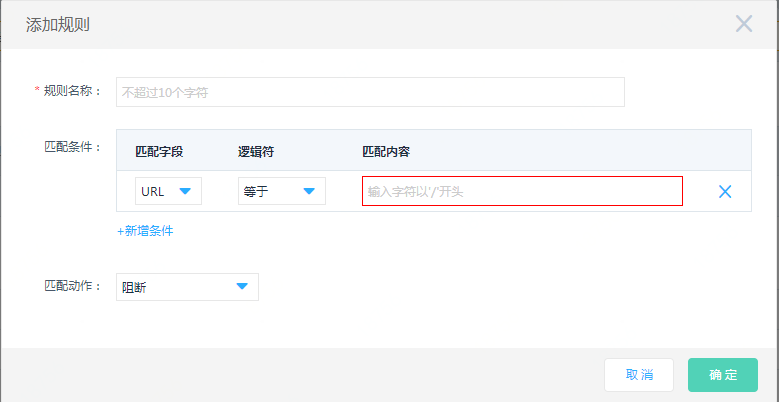 添加规则
* 规则名称：
不超过10个字符
匹配条件：
匹配字段 逻辑符 匹配内容
URL 等于 输入字符以'/'开头
+新增条件
匹配动作：
阻断
取消 确定